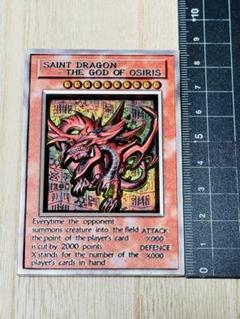 SAINT DRAGON
- THE GOD OF OSIRIS
Everytime the opponent
summons creature into the field
the point of the player's card
is cut by 2000 points
X stands for the number of the
player's cards in hand
ATTACK
X000
DEFENCE
X000
5
10